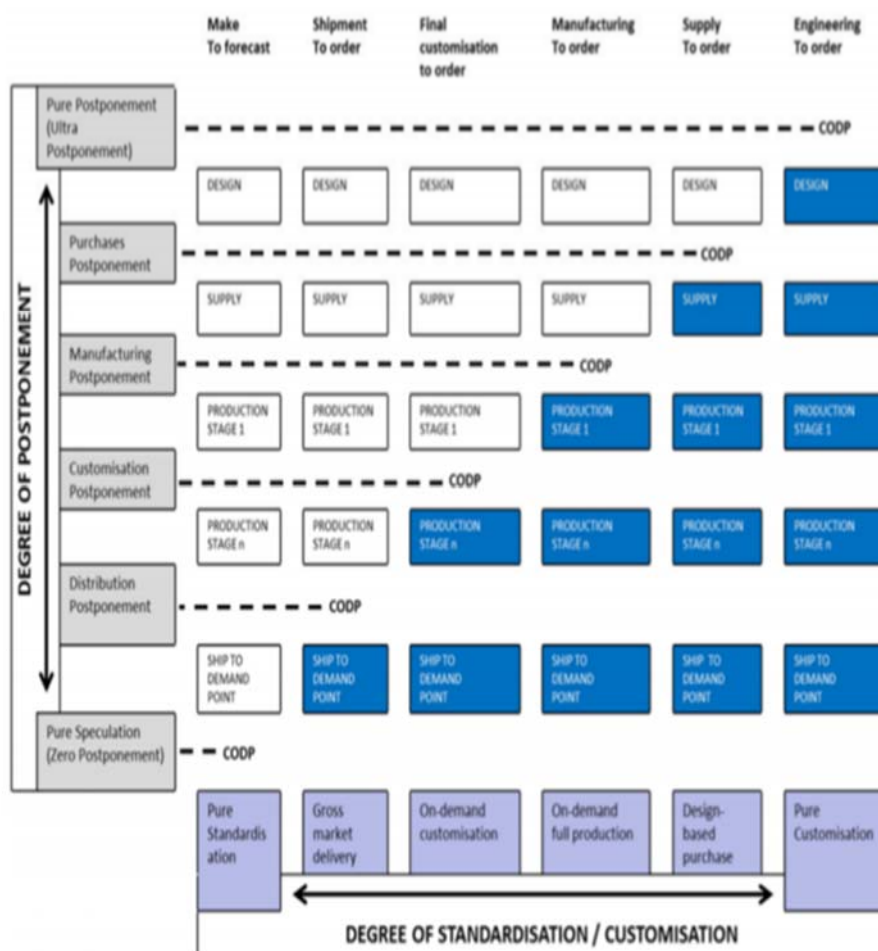 Make
To forecast
Shipment
To order
Final
customisation
to order
Manufacturing
To order
Supply
To order
Engineering
To order
Pure Postponement
(Ultra
Postponement)
CODP
DESIGN
DESIGN
DESIGN
DESIGN
DESIGN
DESIGN
Purchases
Postponement
CODP
SUPPLY
SUPPLY
SUPPLY
SUPPLY
SUPPLY
SUPPLY
Manufacturing
Postponement
CODP
PRODUCTION
STAGE 1
PRODUCTION
STAGE 1
PRODUCTION
STAGE 1
PRODUCTION
STAGE 1
PRODUCTION
STAGE 1
PRODUCTION
STAGE 1
Customisation
Postponement
CODP
PRODUCTION
STAGE n
PRODUCTION
STAGE n
PRODUCTION
STAGE n
PRODUCTION
STAGE n
PRODUCTION
STAGE n
PRODUCTION
STAGE n
Distribution
Postponement
CODP
SHIP TO
DEMAND
POINT
SHIP TO
DEMAND
POINT
SHIP TO
DEMAND
POINT
SHIP TO
DEMAND
POINT
SHIP TO
DEMAND
POINT
SHIP TO
DEMAND
POINT
Pure Speculation
(Zero Postponement)
CODP
DEGREE OF POSTPONEMENT
Pure
Standardis
ation
Gross
market
delivery
On-demand
customisation
On-demand
full production
Design-
based
purchase
Pure
Customisation
DEGREE OF STANDARDISATION / CUSTOMISATION